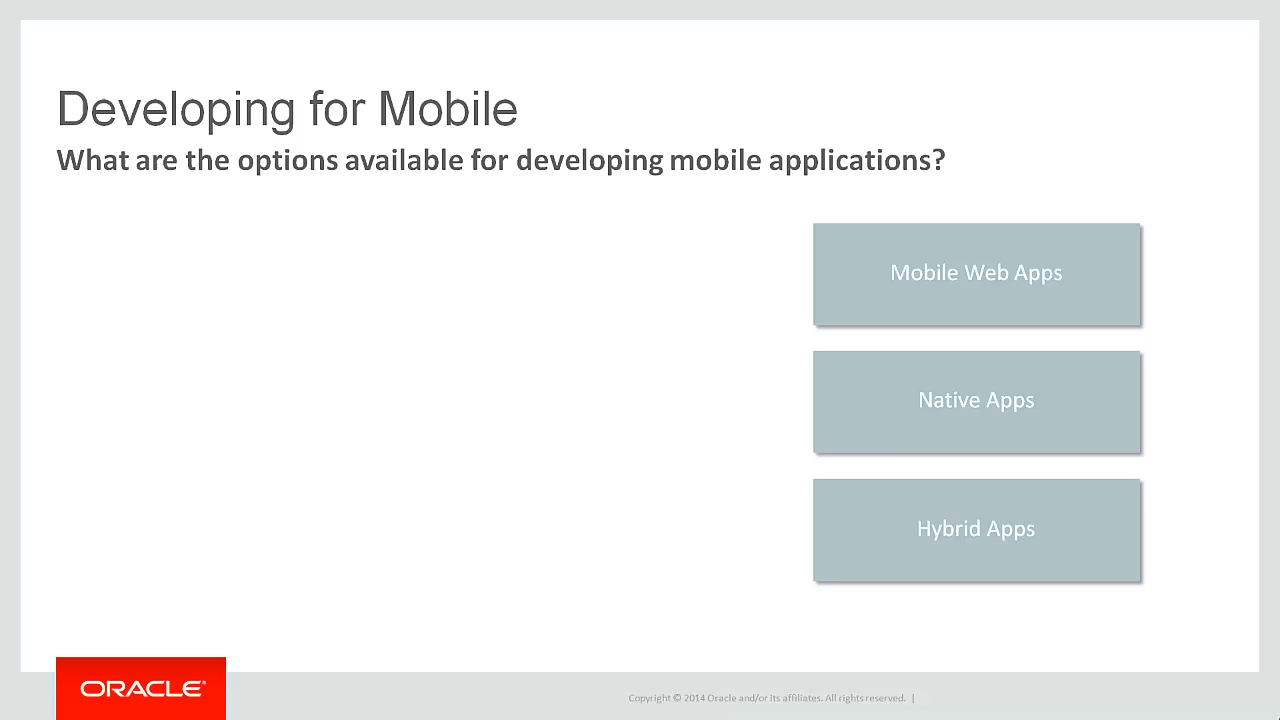 Developing for Mobile
What are the options available for developing mobile applications?
Mobile Web Apps
Native Apps
Hybrid Apps
ORACLE®
Copyright © 2014 Oracle and/or its affiliates. All rights reserved. |